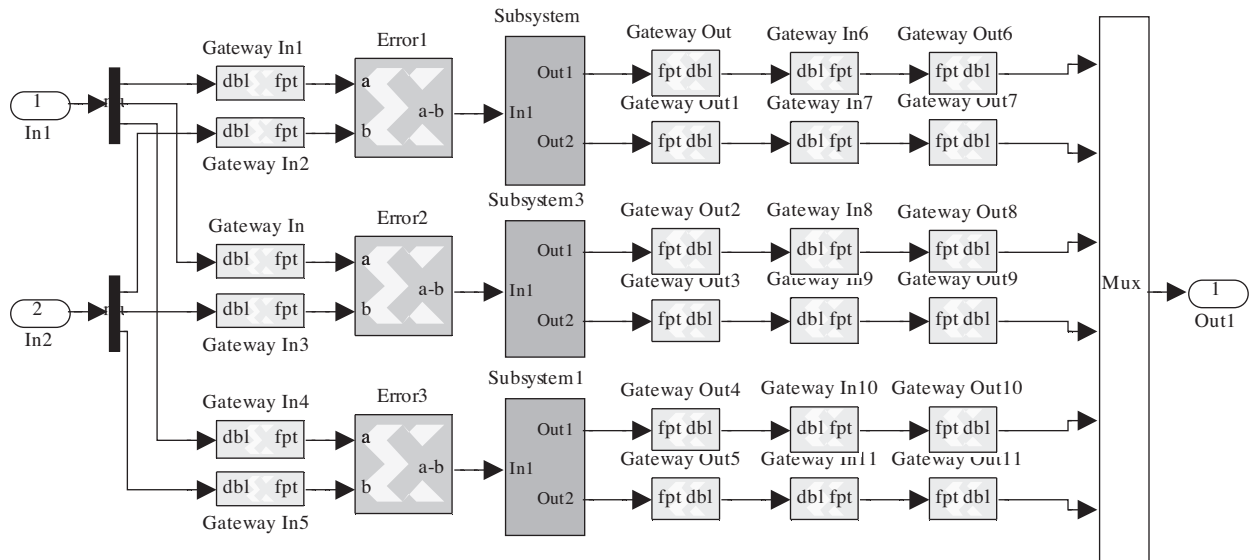 Subsystem
Gateway In1
Error1
Gateway Out
Gateway In6
Gateway Out6
dbl fpt
a
a-b
b
In1
Out1
Out2
fpt dbl
dbl fpt
fpt dbl
1
In1
dbl fpt
Gateway In2
Gateway Out1
Gateway In7
Gateway Out7
fpt dbl
dbl fpt
fpt dbl
Subsystem3
Gateway In
Error2
Gateway Out2
Gateway In8
Gateway Out8
dbl fpt
a
a-b
b
In1
Out1
Out2
fpt dbl
dbl fpt
fpt dbl
2
In2
dbl fpt
Gateway In3
Gateway Out3
Gateway In9
Gateway Out9
fpt dbl
dbl fpt
fpt dbl
Mux
1
Out1
Subsystem1
Gateway In4
Error3
Gateway Out4
Gateway In10
Gateway Out10
dbl fpt
a
a-b
b
In1
Out1
Out2
fpt dbl
dbl fpt
fpt dbl
dbl fpt
Gateway In5
Gateway Out5
Gateway In11
Gateway Out11
fpt dbl
dbl fpt
fpt dbl